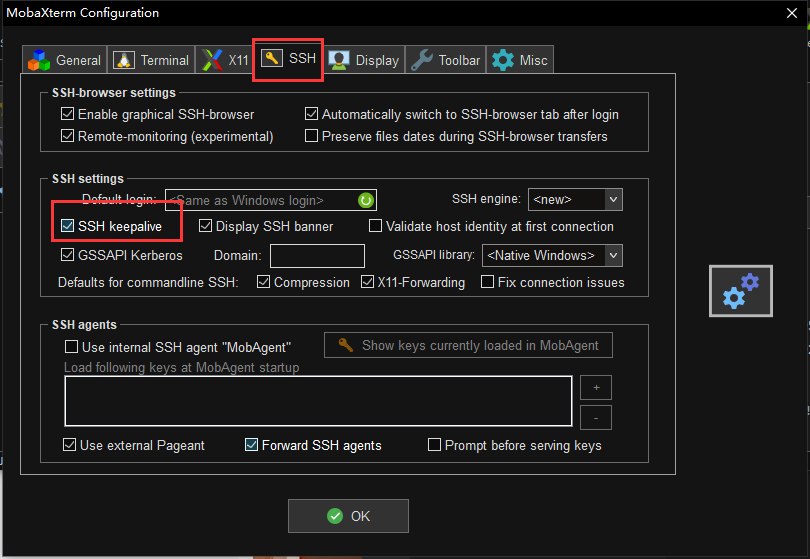 MobaXterm Configuration
General Terminal X11 SSH Display Toolbar Misc
SSH-browser settings
Enable graphical SSH-browser Automatically switch to SSH-browser tab after login
Remote-monitoring (experimental) Preserve files dates during SSH-browser transfers
SSH settings
Default login: <Same as Windows login> SSH engine: <new>
SSH keepalive Display SSH banner Validate host identity at first connection
GSSAPI Kerberos Domain: GSSAPI library: <Native Windows>
Defaults for commandline SSH: Compression X11-Forwarding Fix connection issues
SSH agents
Use internal SSH agent "MobAgent" Show keys currently loaded in MobAgent
Load following keys at MobAgent startup
+
-
Use external Pageant Forward SSH agents Prompt before serving keys
OK